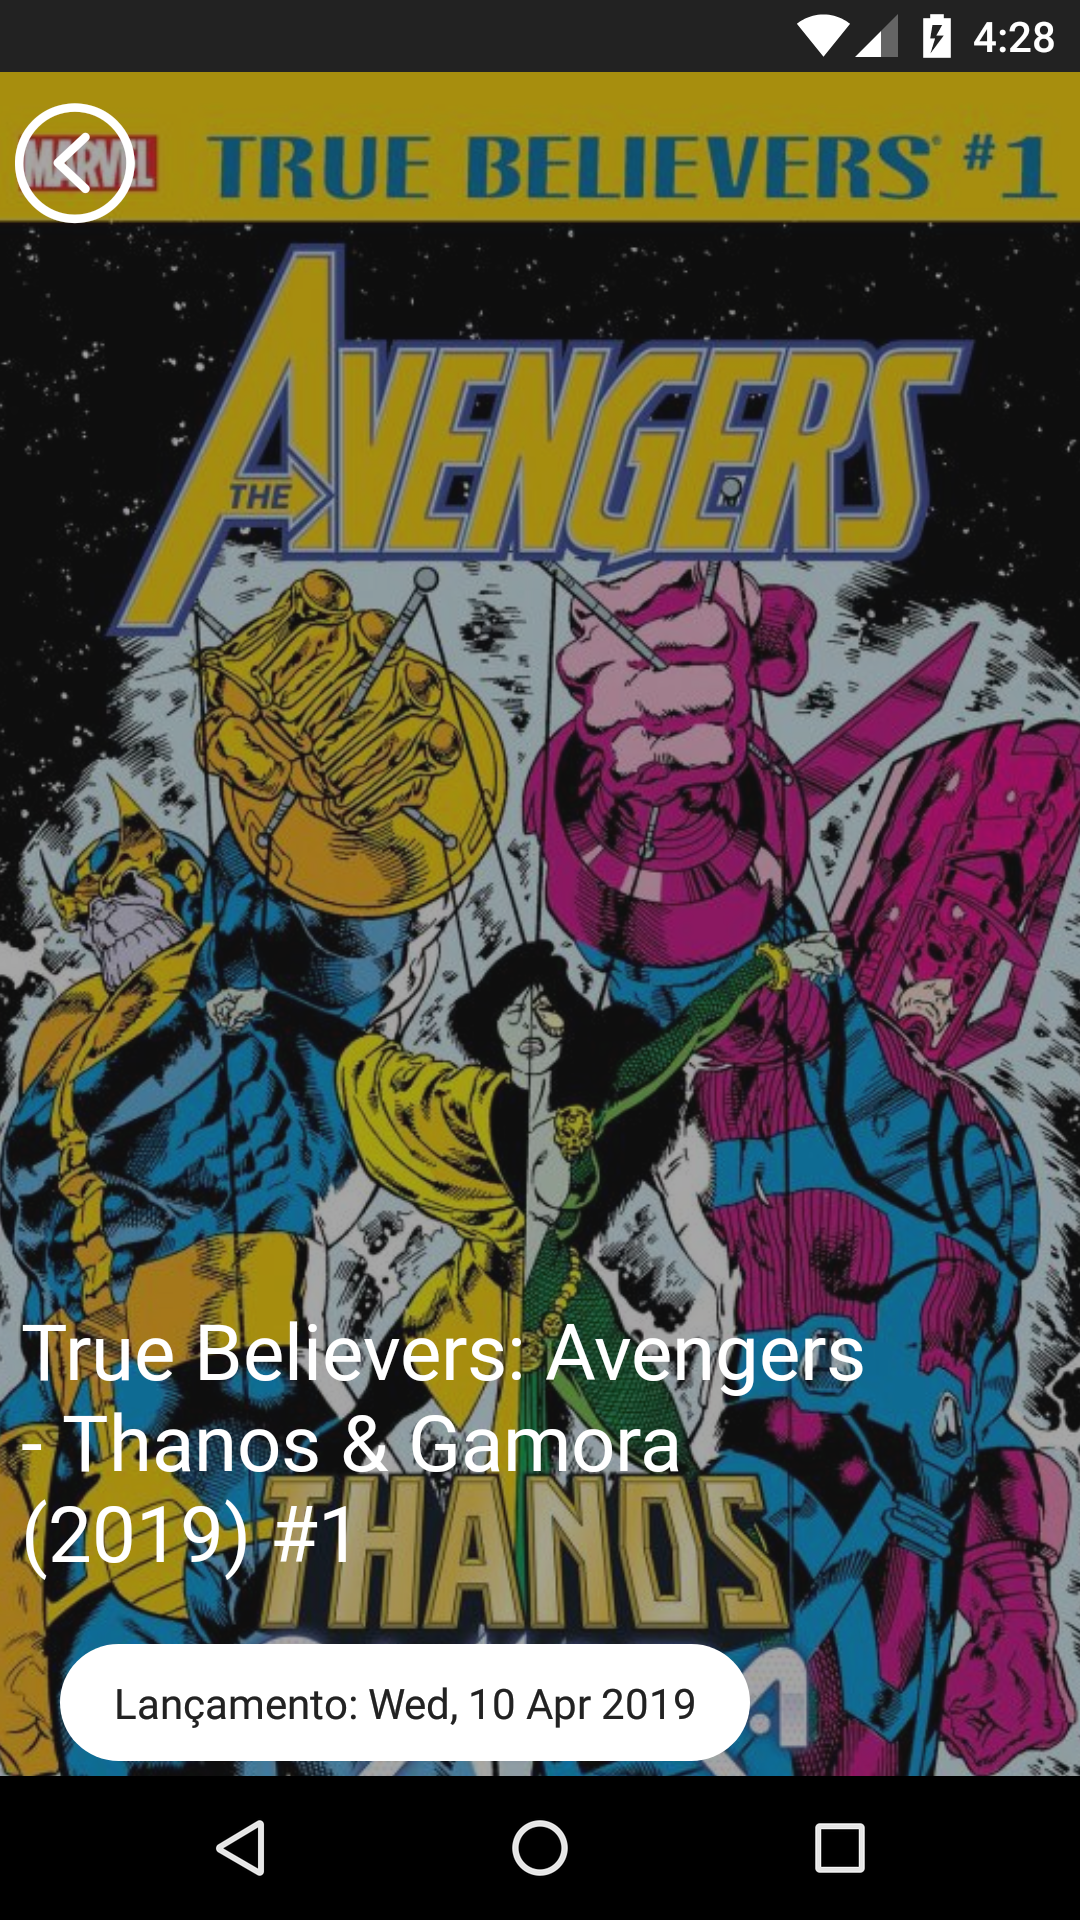 4:28
MARVEL
TRUE BELIEVERS #1
THE
AVENGERS
True Believers: Avengers
- Thanos & Gamora
(2019) #1
THANOS
Lançamento: Wed, 10 Apr 2019